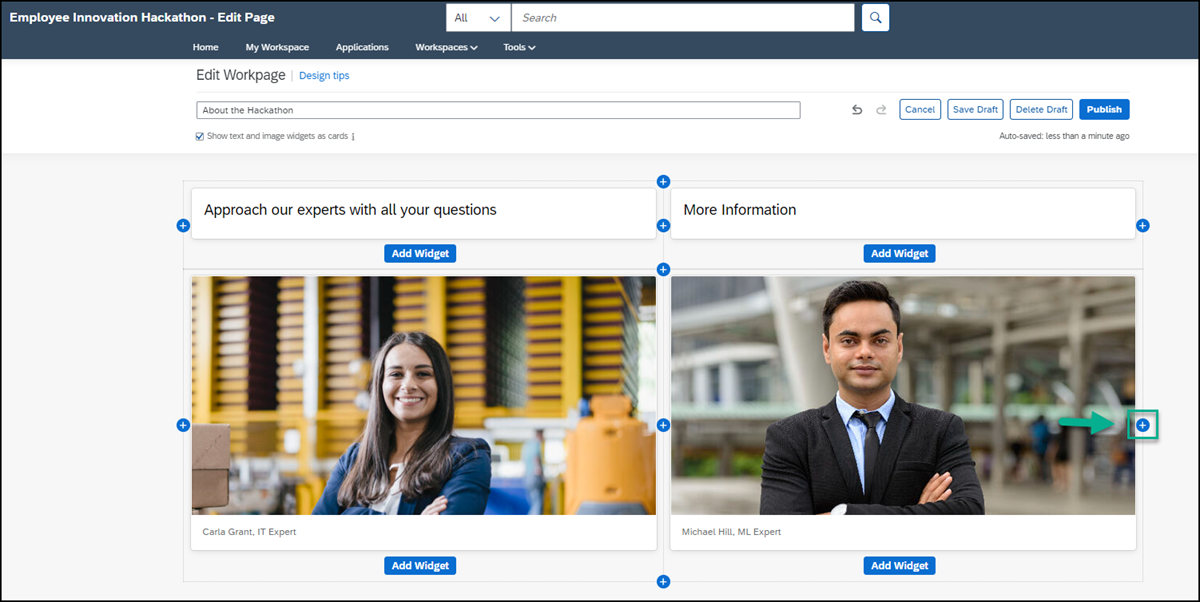 Employee Innovation Hackathon - Edit Page
All
Search
Home My Workspace Applications Workspaces Tools
Edit Workpage | Design tips
About the Hackathon
Cancel Save Draft Delete Draft Publish
Show text and image widgets as cards i
Auto-saved: less than a minute ago
Approach our experts with all your questions
More Information
Add Widget
Add Widget
Carla Grant, IT Expert
Michael Hill, ML Expert
Add Widget
Add Widget